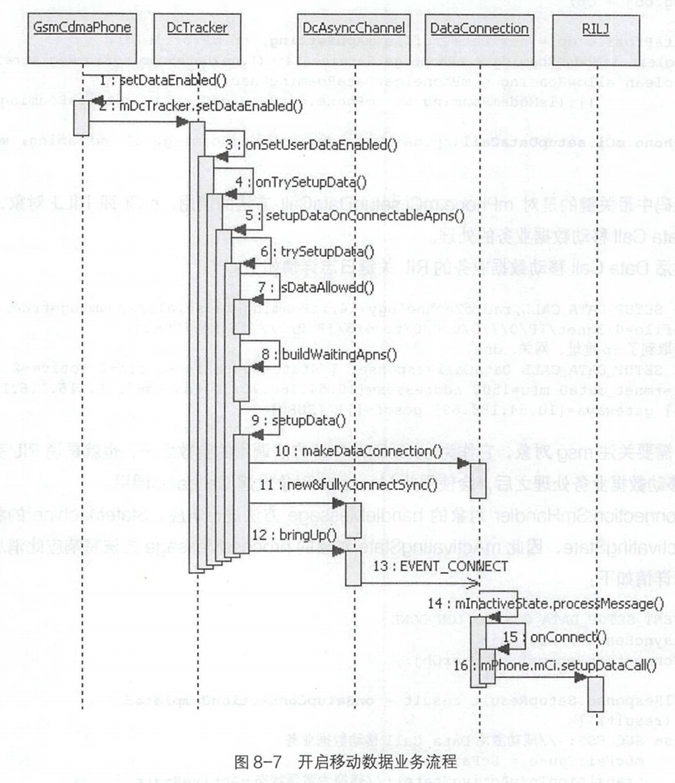 GsmCdmaPhone
DcTracker
DcAsyncChannel
DataConnection
RILJ
1 : setDataEnabled()
2 : mDcTracker.setDataEnabled()
3 : onSetUserDataEnabled()
4 : onTrySetupData()
5 : setupDataOnConnectableApns()
6 : trySetupData()
7 : isDataAllowed()
8 : buildWaitingApns()
9 : setupData()
10 : makeDataConnection()
11 : new&fullyConnectSync()
12 : bringUp()
13 : EVENT_CONNECT
14 : mInactiveState.processMessage()
15 : onConnect()
16 : mPhone.mCi.setupDataCall()
图 8-7 开启移动数据业务流程